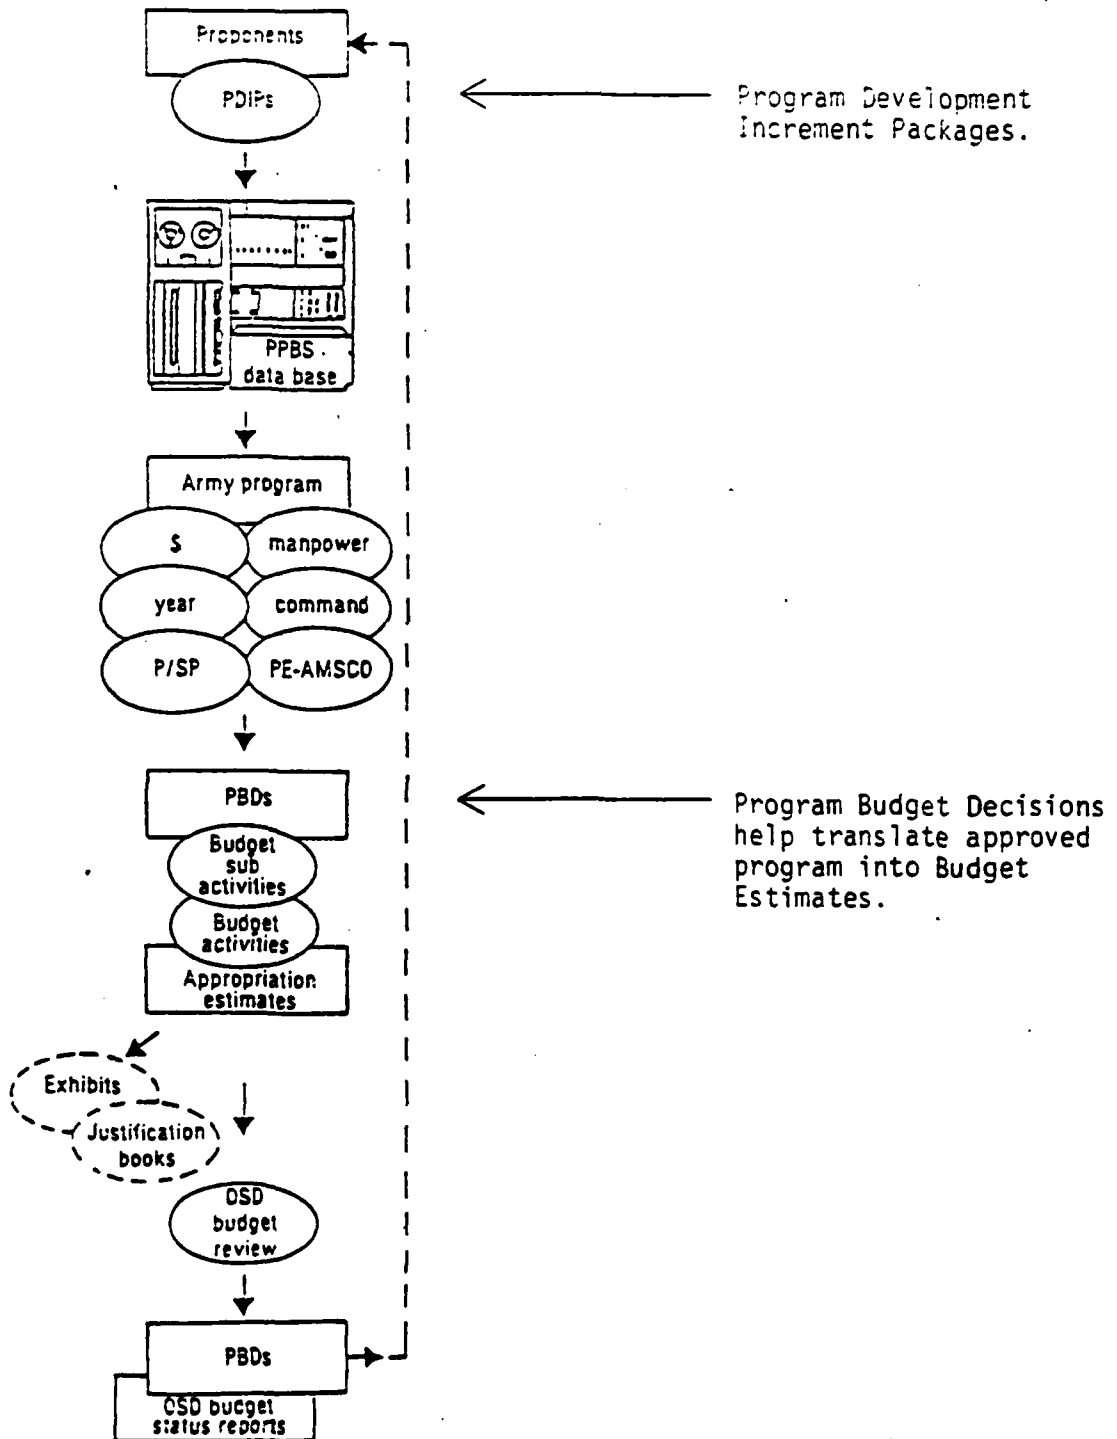 Proponents
PDIPs
Program Development
Increment Packages.
PPBS
data base
Army program
$
manpower
year
command
P/SP
PE-AMSCO
PBDs
Budget
sub
activities
Budget
activities
Appropriation
estimates
Program Budget Decisions
help translate approved
program into Budget
Estimates.
Exhibits
Justification
books
OSD
budget
review
PBDs
OSD budget
status reports